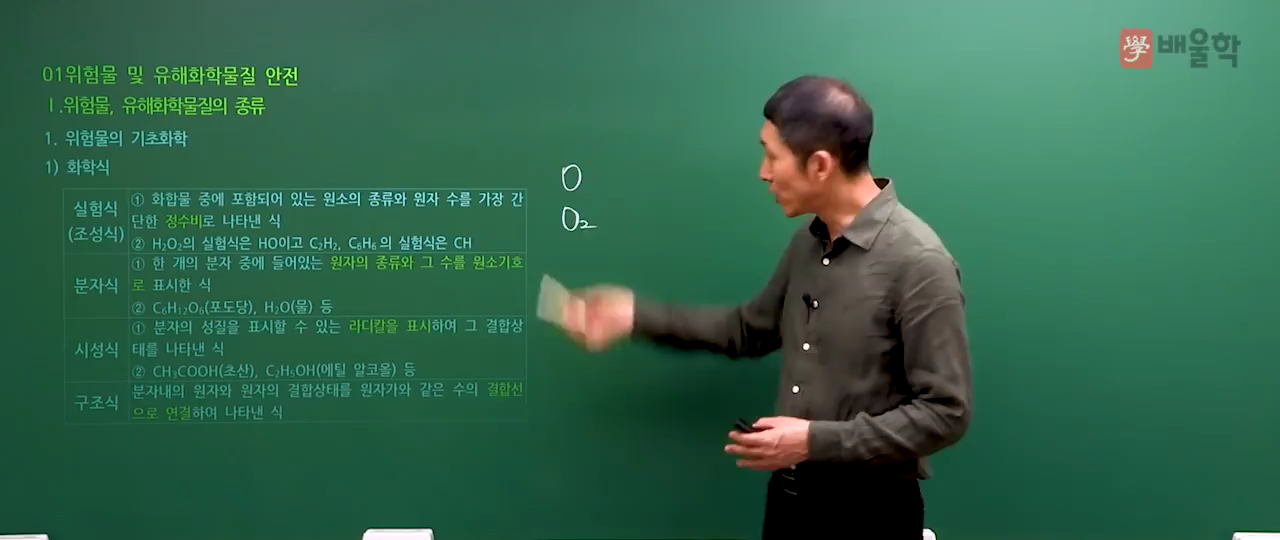 學 배울학
01위험물 및 유해화학물질 안전
Ⅰ.위험물, 유해화학물질의 종류
1. 위험물의 기초화학
1) 화학식
실험식
(조성식)
① 화합물 중에 포함되어 있는 원소의 종류와 원자 수를 가장 간
단한 정수비로 나타낸 식
② H₂O₂의 실험식은 HO이고 C₂H₂, C₆H₆ 의 실험식은 CH
분자식
① 한 개의 분자 중에 들어있는 원자의 종류와 그 수를 원소기호
로 표시한 식
② C₆H₁₂O₆(포도당), H₂O(물) 등
시성식
① 분자의 성질을 표시할 수 있는 라디칼을 표시하여 그 결합상
태를 나타낸 식
② CH₃COOH(초산), C₂H₅OH(에틸 알코올) 등
구조식
분자내의 원자와 원자의 결합상태를 원자가와 같은 수의 결합선
으로 연결하여 나타낸 식
O
O₂